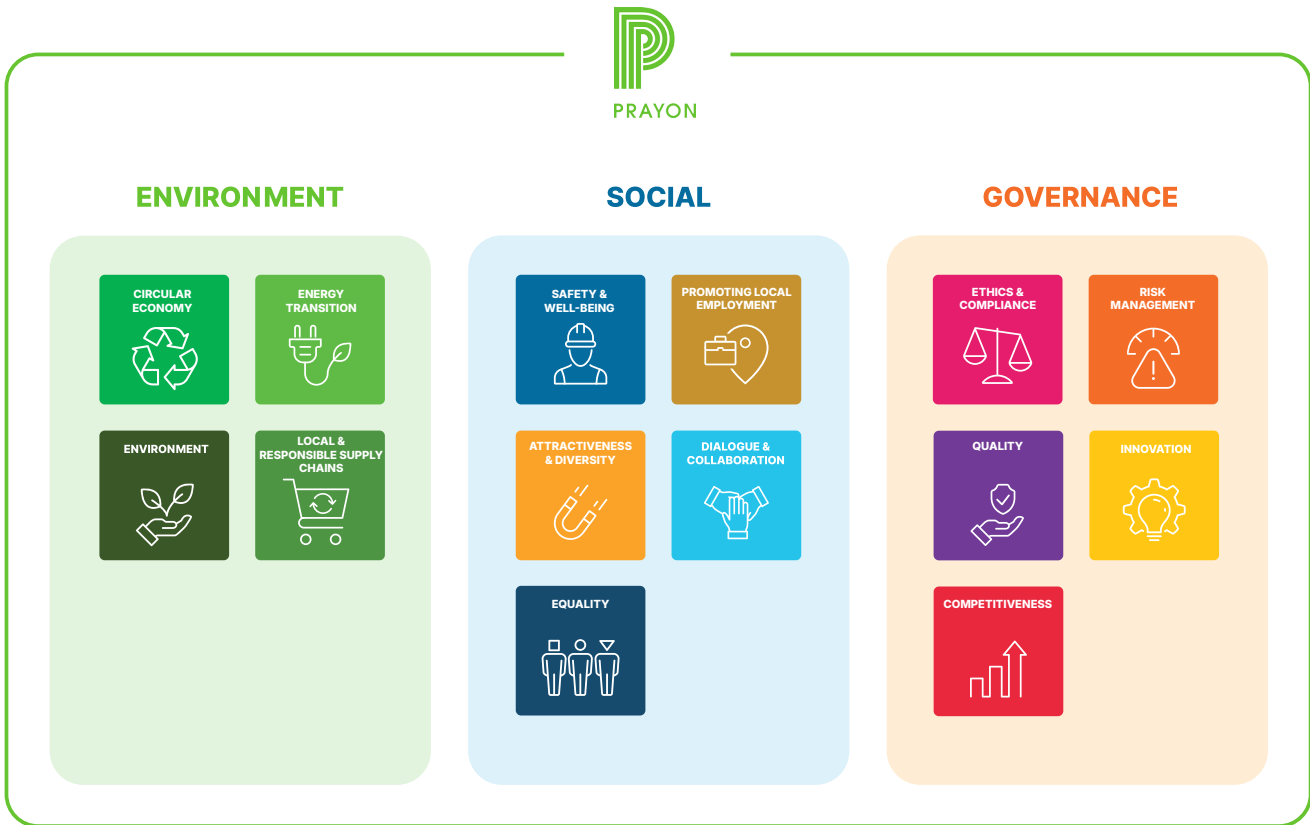 PRAYON
ENVIRONMENT
CIRCULAR
ECONOMY
ENERGY
TRANSITION
ENVIRONMENT
LOCAL &
RESPONSIBLE SUPPLY
CHAINS
SOCIAL
SAFETY &
WELL-BEING
PROMOTING LOCAL
EMPLOYMENT
ATTRACTIVENESS
& DIVERSITY
DIALOGUE &
COLLABORATION
EQUALITY
GOVERNANCE
ETHICS &
COMPLIANCE
RISK
MANAGEMENT
QUALITY
INNOVATION
COMPETITIVENESS